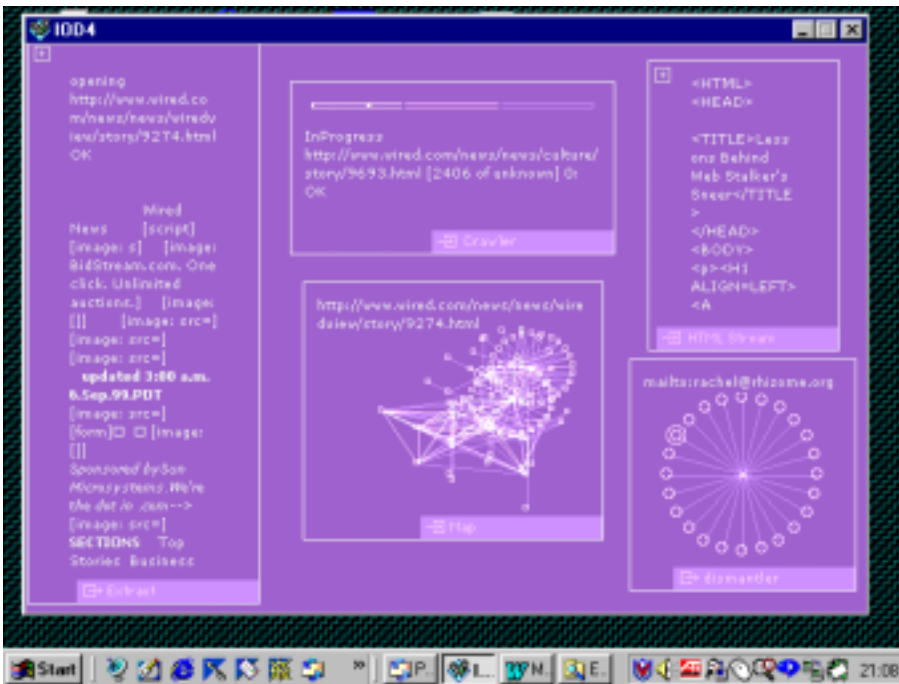 IOD4
opening
http://www.wired.co
m/news/news/wiredv
iew/story/9274.html
OK
Wired
News [script]
[image: s] [image:
BidStream.com. One
click. Unlimited
auctions.] [image:
[]] [image: src=]
[image: src=]
[image: src=]
updated 3:00 a.m.
6.Sep.99.PDT
[image: src=]
[form]□ □ [image:
[]]
Sponsored by Sun
Microsystems. We're
the dot in .com-->
[image: src=]
SECTIONS Top
Stories Business
Extract
InProgress
http://www.wired.com/news/news/culture/
story/9693.html [2406 of unknown] 0:
OK
Crawler
http://www.wired.com/news/news/wire
dview/story/9274.html
Map
<HTML>
<HEAD>
<TITLE>Less
ons Behind
Web Stalker's
Sneer</TITLE
>
</HEAD>
<BODY>
<p><H1
ALIGN=LEFT>
<A
HTML Stream
mailto:rachel@rhizome.org
dismantler
Start
P..
I...
N..
E..
21:08